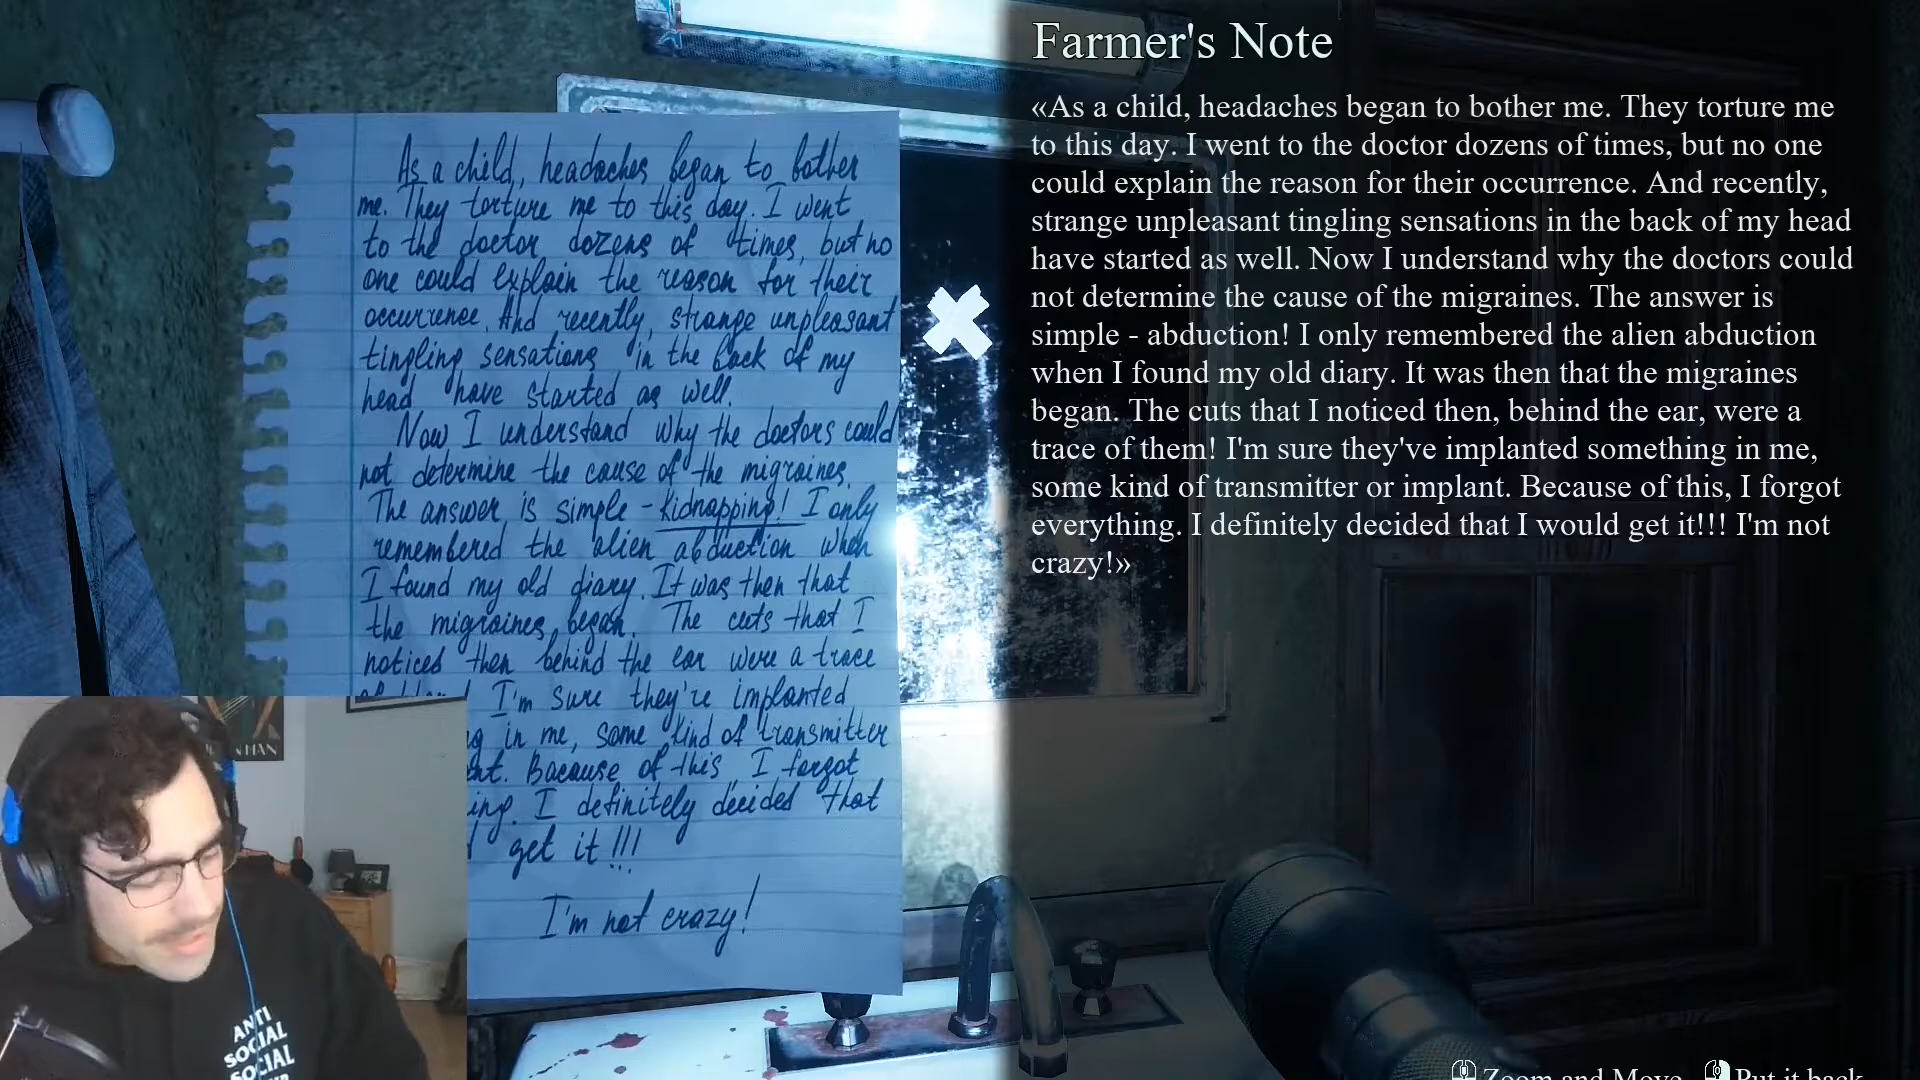 Farmer's Note
«As a child, headaches began to bother me. They torture me
to this day. I went to the doctor dozens of times, but no one
could explain the reason for their occurrence. And recently,
strange unpleasant tingling sensations in the back of my head
have started as well. Now I understand why the doctors could
not determine the cause of the migraines. The answer is
simple - abduction! I only remembered the alien abduction
when I found my old diary. It was then that the migraines
began. The cuts that I noticed then, behind the ear, were a
trace of them! I'm sure they've implanted something in me,
some kind of transmitter or implant. Because of this, I forgot
everything. I definitely decided that I would get it!!! I'm not
crazy!»
As a child, headaches began to bother
me. They torture me to this day. I went
to the doctor dozens of times, but no
one could explain the reason for their
occurrence. And recently, strange unpleasant
tingling sensations in the back of my
head have started as well.
Now I understand why the doctors could
not determine the cause of the migraines.
The answer is simple - kidnapping! I only
remembered the alien abduction when
I found my old diary. It was then that
the migraines began. The cuts that I
noticed then behind the ear were a trace
I'm sure they're implanted
in me, some kind of transmitter
Bacause of this I forgot
I definitely decided that
get it!!!
I'm not crazy!
ANTI
SOCIAL
SOCIAL
Zoom and Move
Put it back